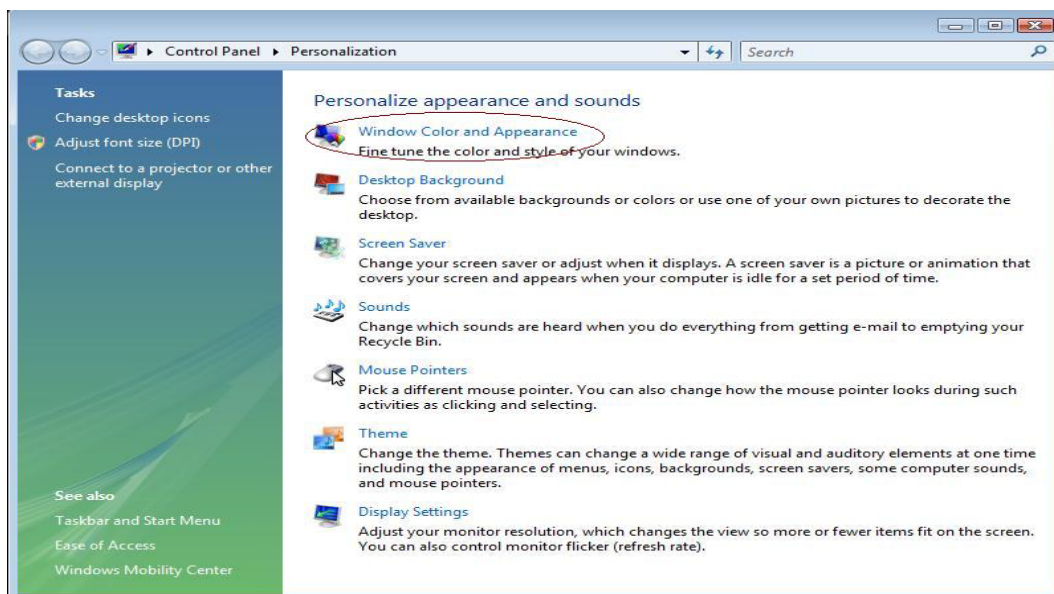 Control Panel Personalization
Search
Tasks
Change desktop icons
Adjust font size (DPI)
Connect to a projector or other
external display
See also
Taskbar and Start Menu
Ease of Access
Windows Mobility Center
Personalize appearance and sounds
Window Color and Appearance
Fine tune the color and style of your windows.
Desktop Background
Choose from available backgrounds or colors or use one of your own pictures to decorate the
desktop.
Screen Saver
Change your screen saver or adjust when it displays. A screen saver is a picture or animation that
covers your screen and appears when your computer is idle for a set period of time.
Sounds
Change which sounds are heard when you do everything from getting e-mail to emptying your
Recycle Bin.
Mouse Pointers
Pick a different mouse pointer. You can also change how the mouse pointer looks during such
activities as clicking and selecting.
Theme
Change the theme. Themes can change a wide range of visual and auditory elements at one time
including the appearance of menus, icons, backgrounds, screen savers, some computer sounds,
and mouse pointers.
Display Settings
Adjust your monitor resolution, which changes the view so more or fewer items fit on the screen.
You can also control monitor flicker (refresh rate).